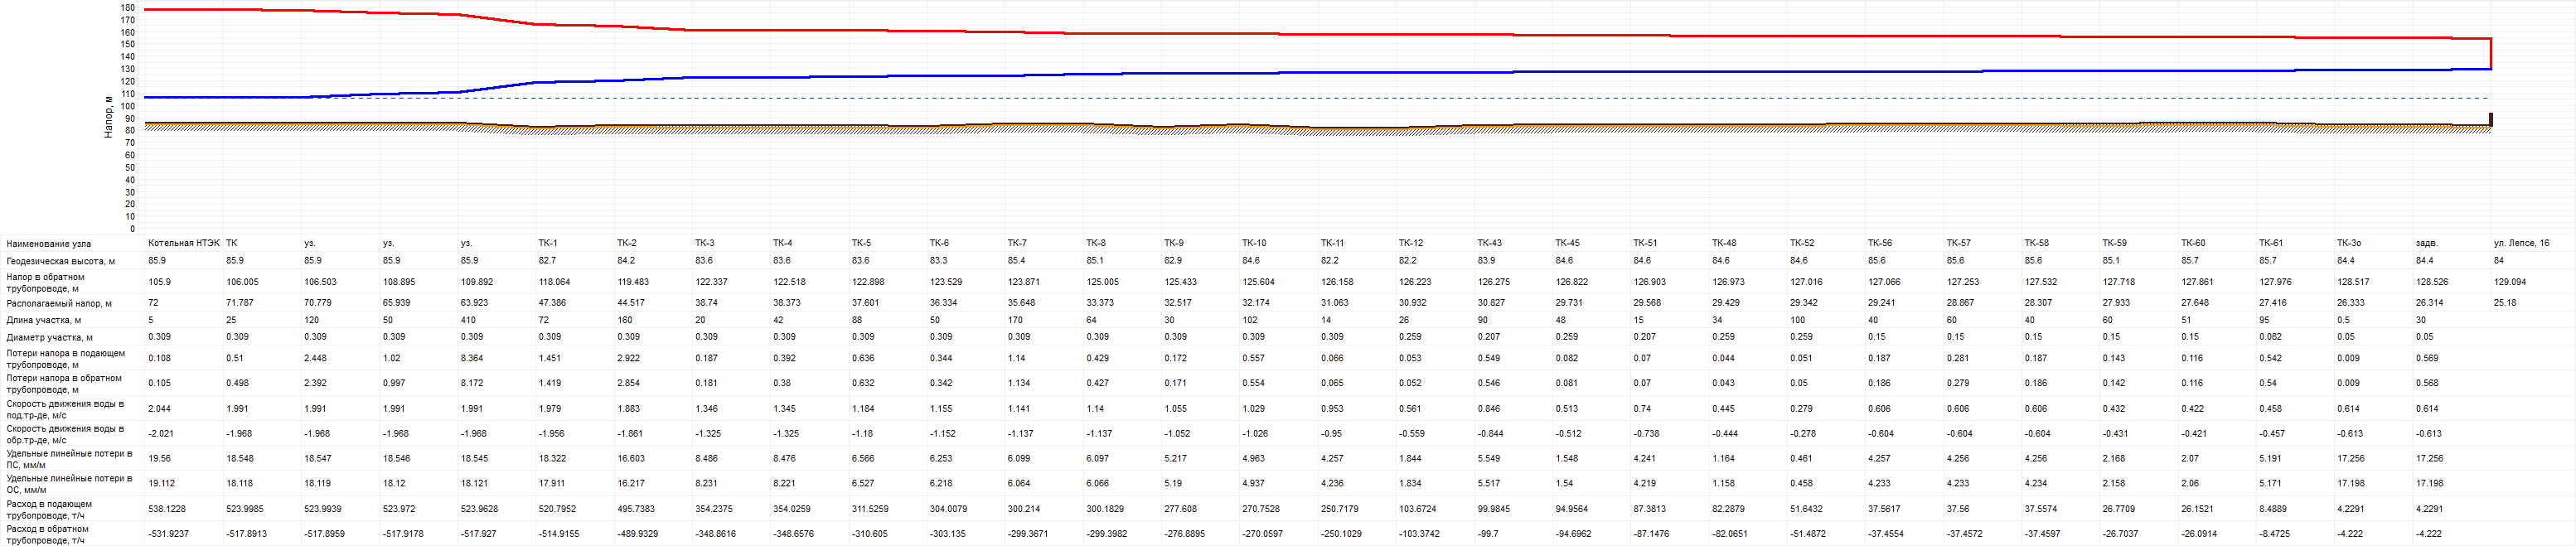 180
170
160
150
140
130
120
110
100
90
80
70
60
50
40
30
20
10
0
Напор, м
Наименование узла Котельная НТЭК ТК уз. уз. уз. ТК-1 ТК-2 ТК-3 ТК-4 ТК-5 ТК-6 ТК-7 ТК-8 ТК-9 ТК-10 ТК-11 ТК-12 ТК-43 ТК-45 ТК-51 ТК-48 ТК-52 ТК-56 ТК-57 ТК-58 ТК-59 ТК-60 ТК-61 ТК-3о задв. ул. Лепсе, 16
Геодезическая высота, м 85.9 85.9 85.9 85.9 85.9 82.7 84.2 83.6 83.6 83.6 83.3 85.4 85.1 82.9 84.6 82.2 82.2 83.9 84.6 84.6 84.6 84.6 85.6 85.6 85.6 85.1 85.7 85.7 84.4 84.4 84
Напор в обратном
трубопроводе, м 105.9 106.005 106.503 108.895 109.892 118.064 119.483 122.337 122.518 122.898 123.529 123.871 125.005 125.433 125.604 126.158 126.223 126.275 126.822 126.903 126.973 127.016 127.066 127.253 127.532 127.718 127.861 127.976 128.517 128.526 129.094
Располагаемый напор, м 72 71.787 70.779 65.939 63.923 47.386 44.517 38.74 38.373 37.601 36.334 35.648 33.373 32.517 32.174 31.063 30.932 30.827 29.731 29.568 29.429 29.342 29.241 28.867 28.307 27.933 27.648 27.416 26.333 26.314 25.18
Длина участка, м 5 25 120 50 410 72 160 20 42 88 50 170 64 30 102 14 26 90 48 15 34 100 40 60 40 60 51 95 0.5 30
Диаметр участка, м 0.309 0.309 0.309 0.309 0.309 0.309 0.309 0.309 0.309 0.309 0.309 0.309 0.309 0.309 0.309 0.309 0.259 0.207 0.259 0.207 0.259 0.259 0.15 0.15 0.15 0.15 0.15 0.082 0.05 0.05
Потери напора в подающем
трубопроводе, м 0.108 0.51 2.448 1.02 8.364 1.451 2.922 0.187 0.392 0.636 0.344 1.14 0.429 0.172 0.557 0.066 0.053 0.549 0.082 0.07 0.044 0.051 0.187 0.281 0.187 0.143 0.116 0.542 0.009 0.569
Потери напора в обратном
трубопроводе, м 0.105 0.498 2.392 0.997 8.172 1.419 2.854 0.181 0.38 0.632 0.342 1.134 0.427 0.171 0.554 0.065 0.052 0.546 0.081 0.07 0.043 0.05 0.186 0.279 0.186 0.142 0.116 0.54 0.009 0.568
Скорость движения воды в
под.тр-де, м/с 2.044 1.991 1.991 1.991 1.991 1.979 1.883 1.346 1.345 1.184 1.155 1.141 1.14 1.055 1.029 0.953 0.561 0.846 0.513 0.74 0.445 0.279 0.606 0.606 0.606 0.432 0.422 0.458 0.614 0.614
Скорость движения воды в
обр.тр-де, м/с -2.021 -1.968 -1.968 -1.968 -1.968 -1.956 -1.861 -1.325 -1.325 -1.18 -1.152 -1.137 -1.137 -1.052 -1.026 -0.95 -0.559 -0.844 -0.512 -0.738 -0.444 -0.278 -0.604 -0.604 -0.604 -0.431 -0.421 -0.457 -0.613 -0.613
Удельные линейные потери в
ПС, мм/м 19.56 18.548 18.547 18.546 18.545 18.322 16.603 8.486 8.476 6.566 6.253 6.099 6.097 5.217 4.963 4.257 1.844 5.549 1.548 4.241 1.164 0.461 4.257 4.256 4.256 2.168 2.07 5.191 17.256 17.256
Удельные линейные потери в
ОС, мм/м 19.112 18.118 18.119 18.12 18.121 17.911 16.217 8.231 8.221 6.527 6.218 6.064 6.066 5.19 4.937 4.236 1.834 5.517 1.54 4.219 1.158 0.458 4.233 4.233 4.234 2.158 2.06 5.171 17.198 17.198
Расход в подающем
трубопроводе, т/ч 538.1228 523.9985 523.9939 523.972 523.9628 520.7952 495.7383 354.2375 354.0259 311.5259 304.0079 300.214 300.1829 277.608 270.7528 250.7179 103.6724 99.9845 94.9564 87.3813 82.2879 51.6432 37.5617 37.56 37.5574 26.7709 26.1521 8.4889 4.2291 4.2291
Расход в обратном
трубопроводе, т/ч -531.9237 -517.8913 -517.8959 -517.9178 -517.927 -514.9155 -489.9329 -348.8616 -348.6576 -310.605 -303.135 -299.3671 -299.3982 -276.8895 -270.0597 -250.1029 -103.3742 -99.7 -94.6962 -87.1476 -82.0651 -51.4872 -37.4554 -37.4572 -37.4597 -26.7037 -26.0914 -8.4725 -4.222 -4.222